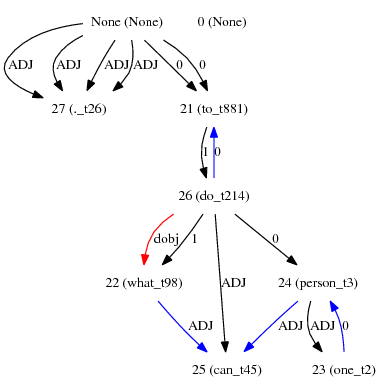 None (None) 0 (None)
ADJ ADJ ADJ ADJ 0 0
27 (._t26) 21 (to_t881)
1 0
26 (do_t214)
dobj 1 0
22 (what_t98) ADJ 24 (person_t3)
ADJ ADJ ADJ 0
25 (can_t45) 23 (one_t2)